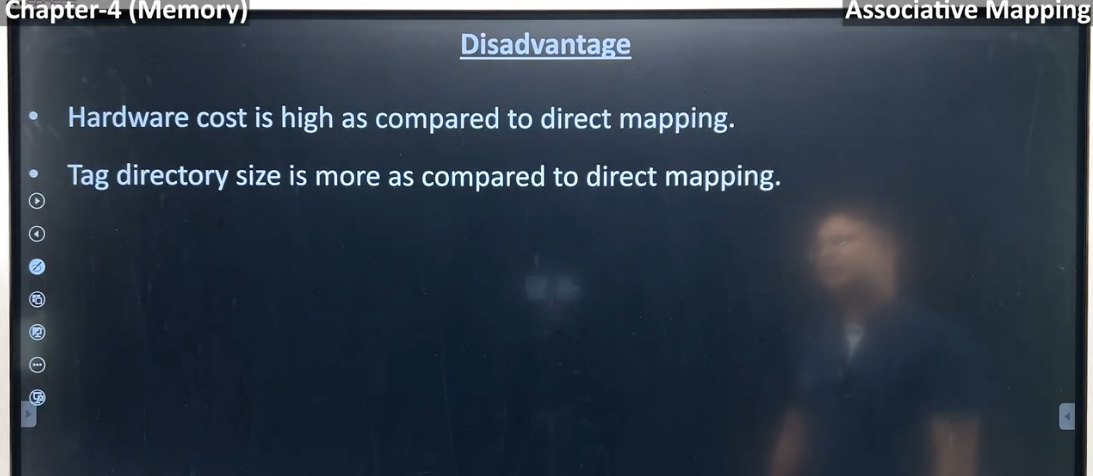 Chapter-4 (Memory)
Associative Mapping
Disadvantage
• Hardware cost is high as compared to direct mapping.
• Tag directory size is more as compared to direct mapping.